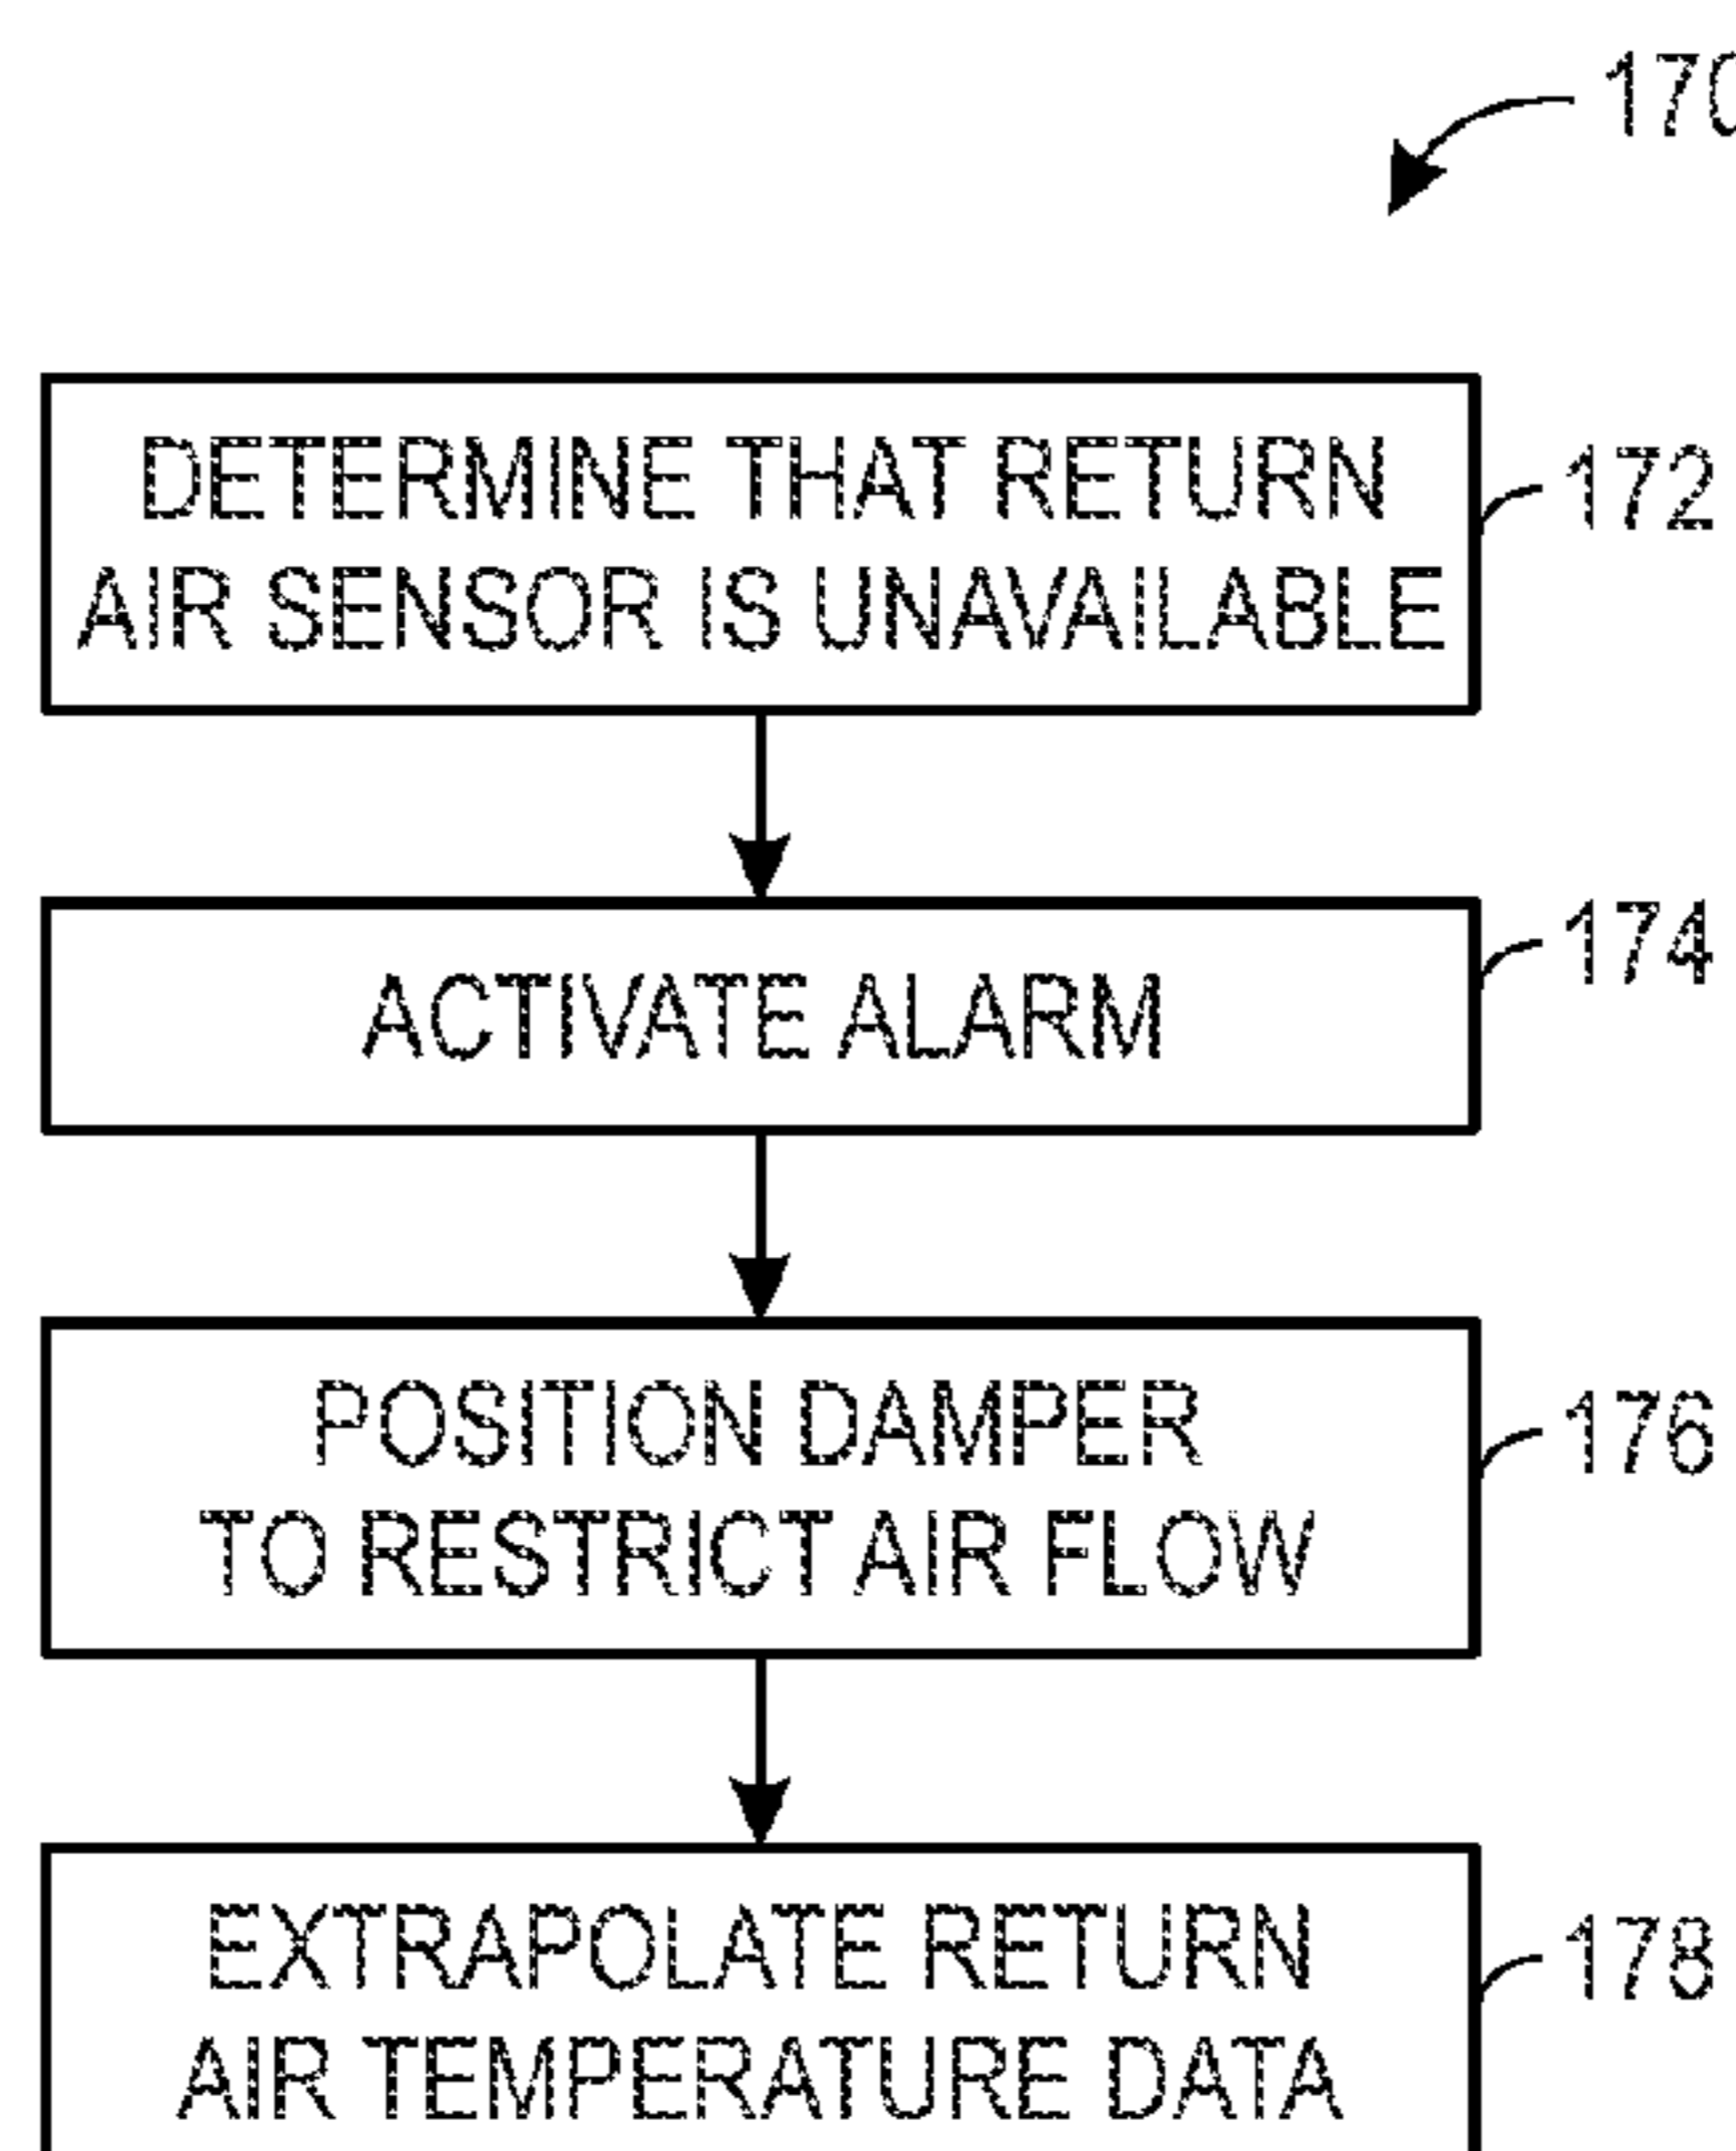 170
DETERMINE THAT RETURN
AIR SENSOR IS UNAVAILABLE
172
ACTIVATE ALARM
174
POSITION DAMPER
TO RESTRICT AIR FLOW
176
EXTRAPOLATE RETURN
AIR TEMPERATURE DATA
178